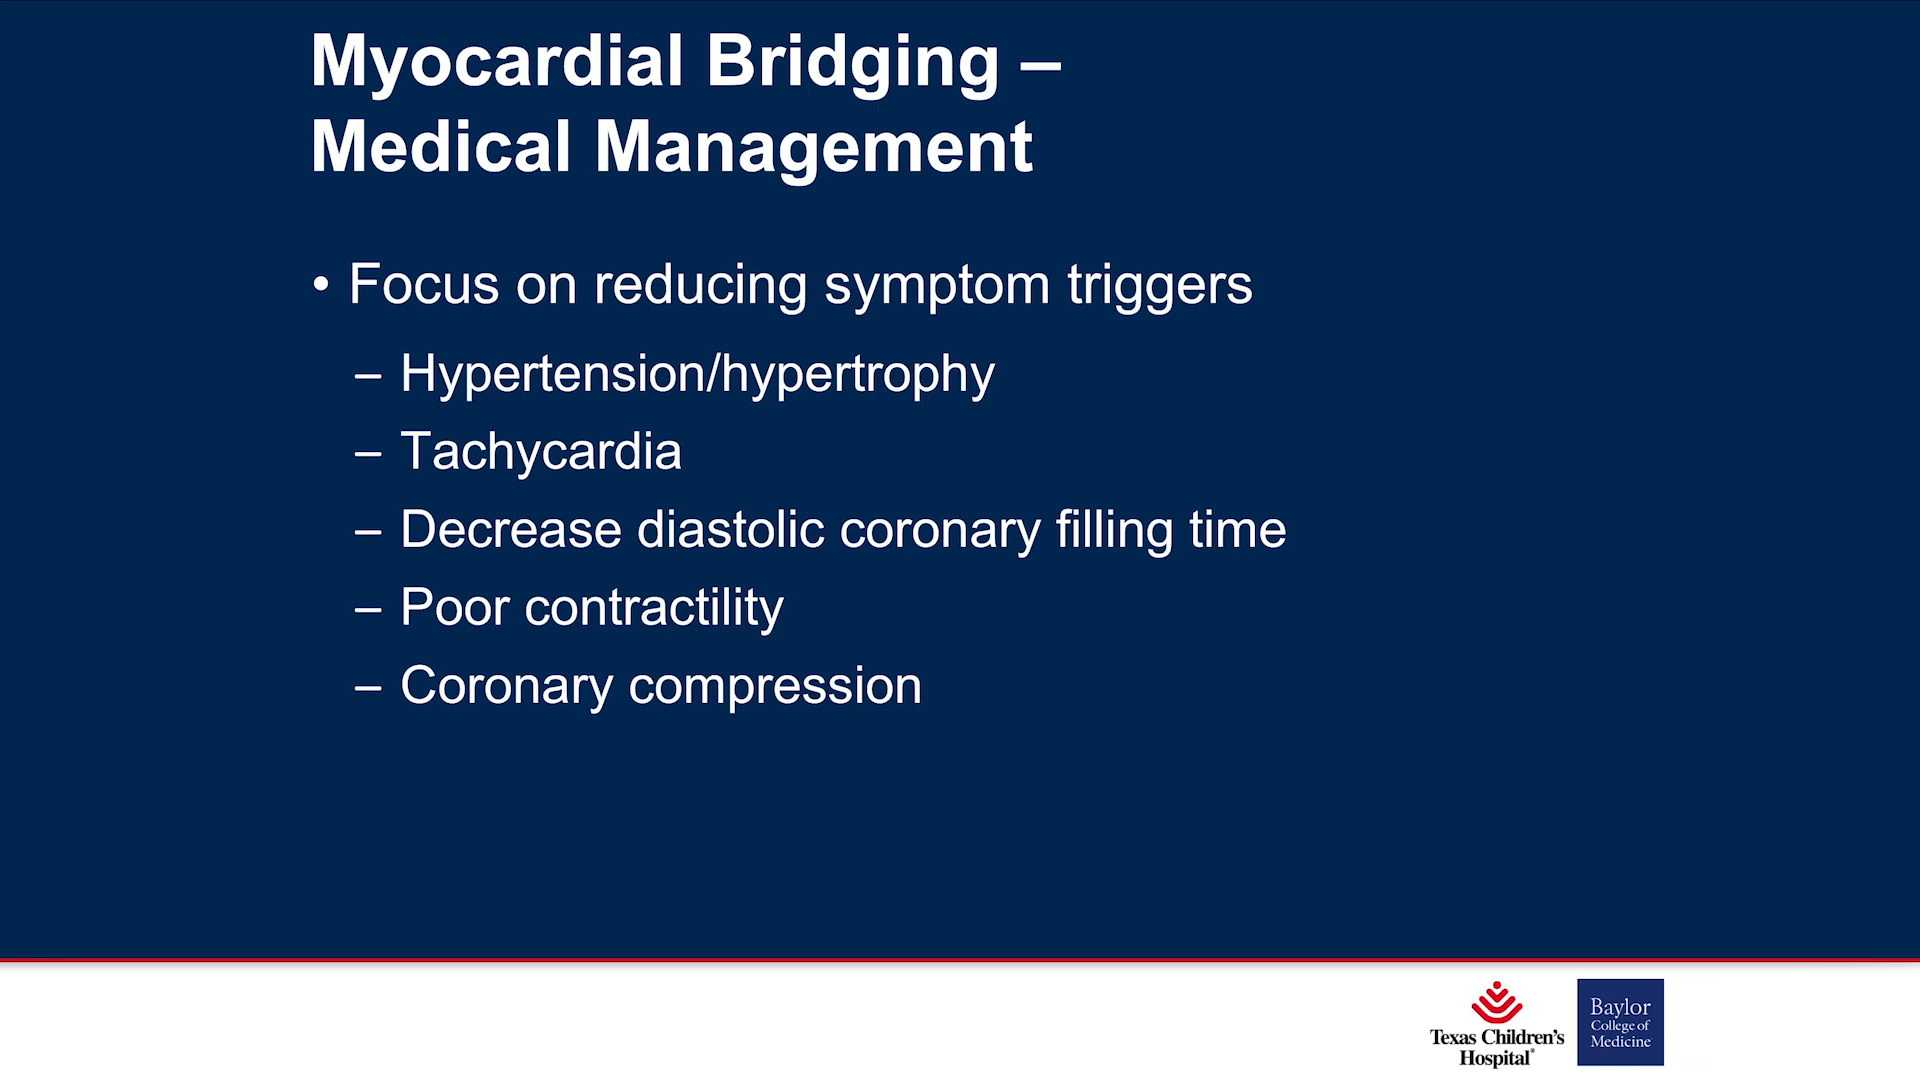 Myocardial Bridging –
Medical Management
• Focus on reducing symptom triggers
– Hypertension/hypertrophy
– Tachycardia
– Decrease diastolic coronary filling time
– Poor contractility
– Coronary compression
Texas Children's
Hospital®
Baylor
College of
Medicine